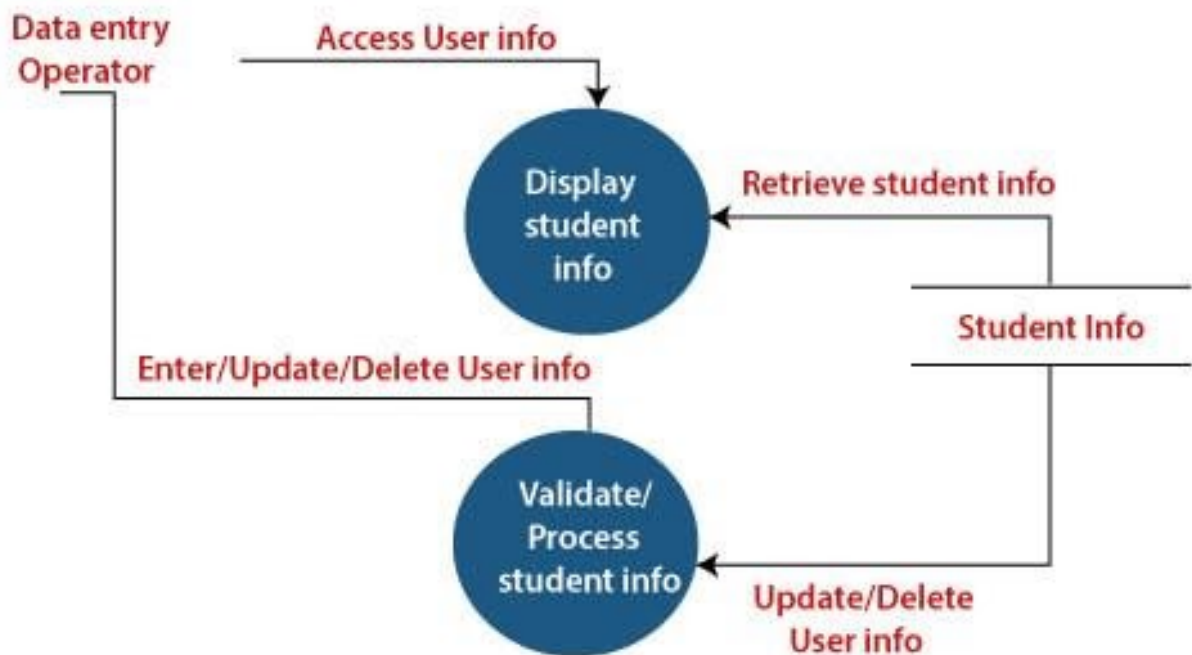 Data entry
Operator
Access User info
Display
student
info
Retrieve student info
Student Info
Enter/Update/Delete User info
Validate/
Process
student info
Update/Delete
User info